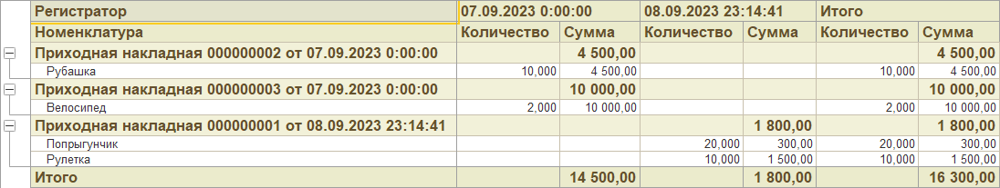 Регистратор 07.09.2023 0:00:00 08.09.2023 23:14:41 Итого
Номенклатура Количество Сумма Количество Сумма Количество Сумма
Приходная накладная 000000002 от 07.09.2023 0:00:00 4 500,00 4 500,00
Рубашка 10,000 4 500,00 10,000 4 500,00
Приходная накладная 000000003 от 07.09.2023 0:00:00 10 000,00 10 000,00
Велосипед 2,000 10 000,00 2,000 10 000,00
Приходная накладная 000000001 от 08.09.2023 23:14:41 1 800,00 1 800,00
Попрыгунчик 20,000 300,00 20,000 300,00
Рулетка 10,000 1 500,00 10,000 1 500,00
Итого 14 500,00 1 800,00 16 300,00